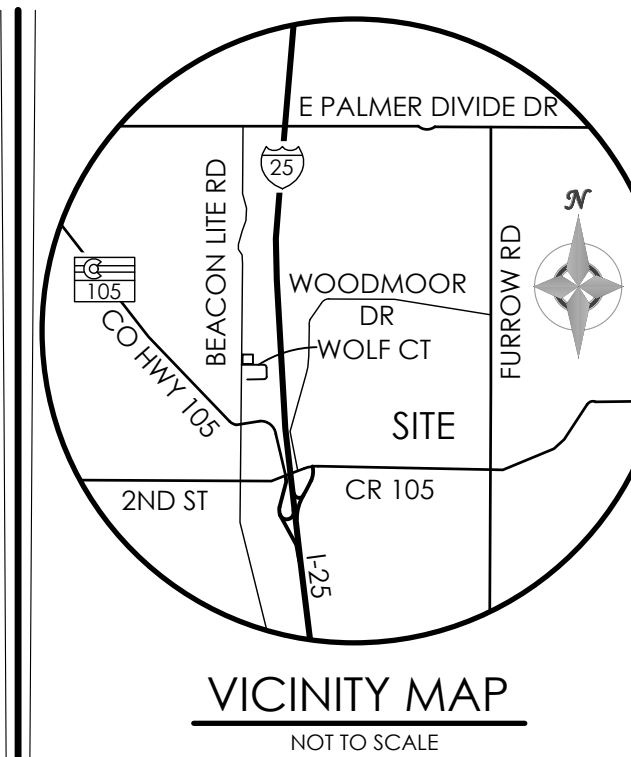 E PALMER DIVIDE DR
25
BEACON LITE RD
N
105
CO HWY 105
WOODMOOR
DR
FURROW RD
WOLF CT
SITE
2ND ST
CR 105
I-25
VICINITY MAP
NOT TO SCALE